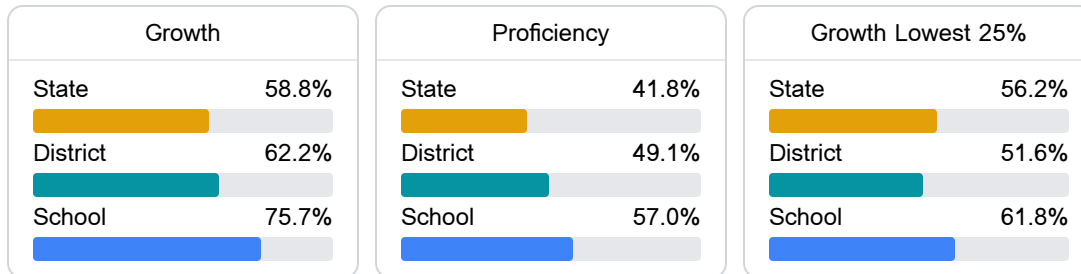 Growth
State 58.8%
District 62.2%
School 75.7%
Proficiency
State 41.8%
District 49.1%
School 57.0%
Growth Lowest 25%
State 56.2%
District 51.6%
School 61.8%